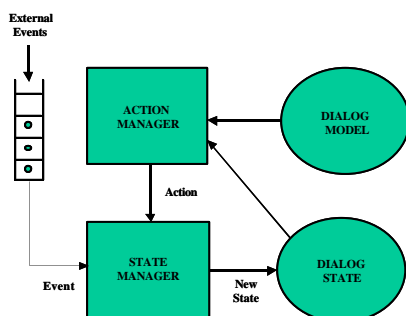 External
Events
ACTION
MANAGER
DIALOG
MODEL
Action
STATE
MANAGER
Event
New
State
DIALOG
STATE